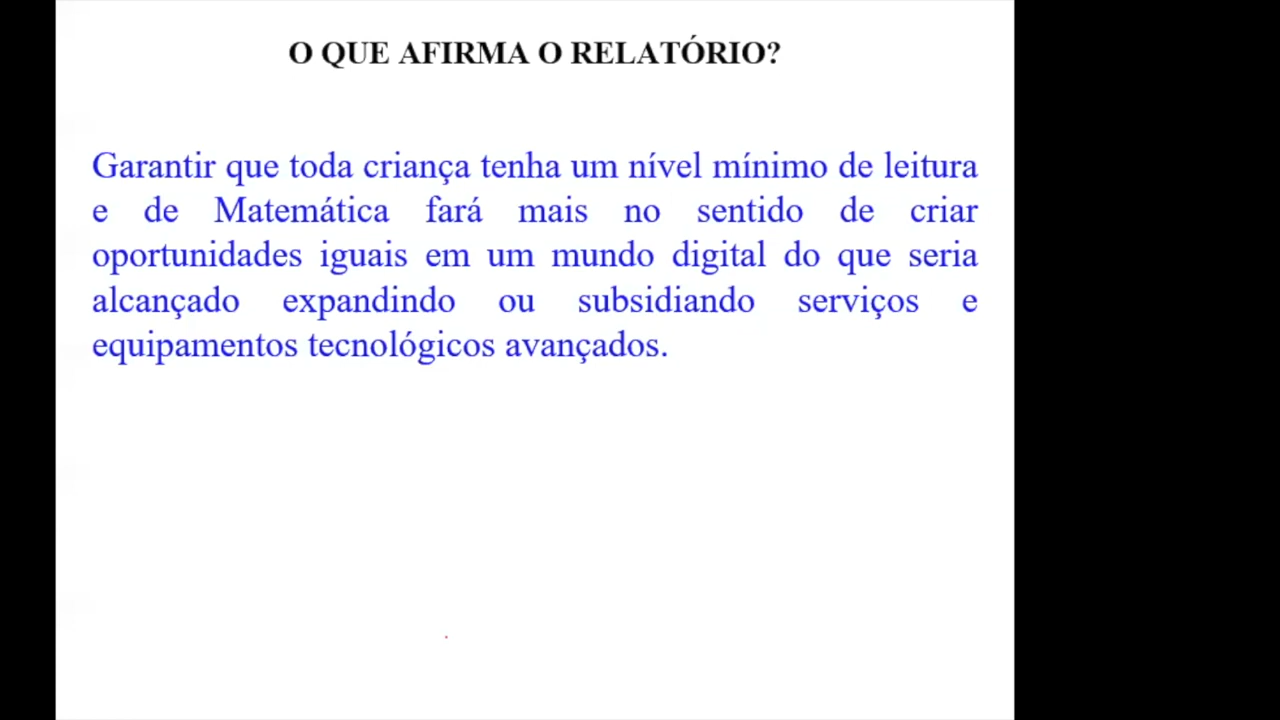 O QUE AFIRMA O RELATÓRIO?
Garantir que toda criança tenha um nível mínimo de leitura
e de Matemática fará mais no sentido de criar
oportunidades iguais em um mundo digital do que seria
alcançado expandindo ou subsidiando serviços e
equipamentos tecnológicos avançados.